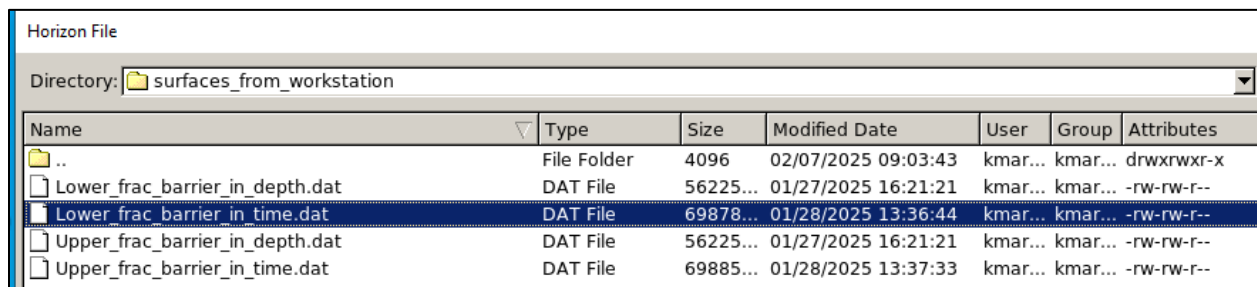 Horizon File
Directory: surfaces_from_workstation
Name Type Size Modified Date User Group Attributes
.. File Folder 4096 02/07/2025 09:03:43 kmar... kmar... drwxrwxr-x
Lower_frac_barrier_in_depth.dat DAT File 56225... 01/27/2025 16:21:21 kmar... kmar... -rw-rw-r--
Lower_frac_barrier_in_time.dat DAT File 69878... 01/28/2025 13:36:44 kmar... kmar... -rw-rw-r--
Upper_frac_barrier_in_depth.dat DAT File 56225... 01/27/2025 16:21:21 kmar... kmar... -rw-rw-r--
Upper_frac_barrier_in_time.dat DAT File 69885... 01/28/2025 13:37:33 kmar... kmar... -rw-rw-r--